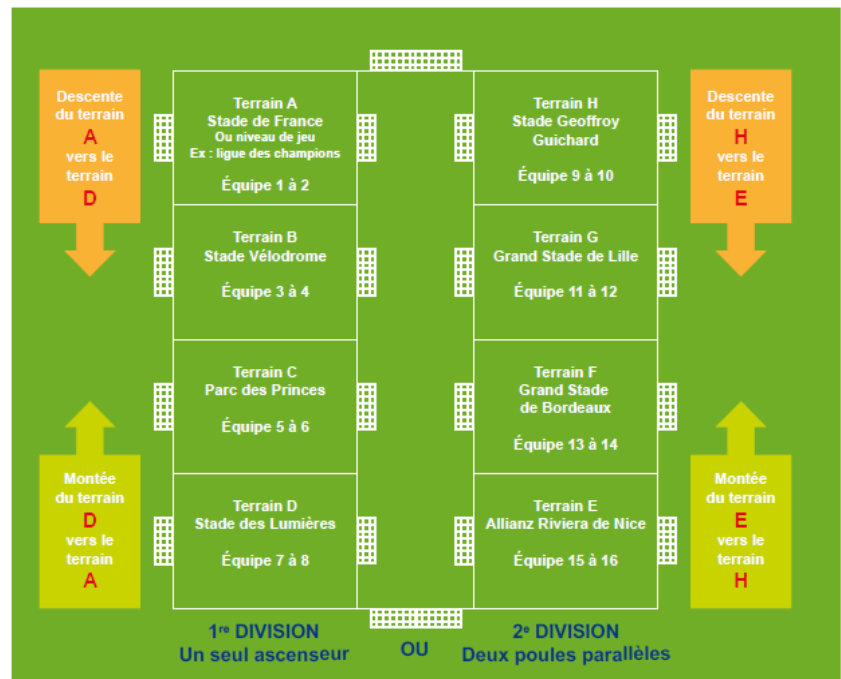 Descente
du terrain
A
vers le
terrain
D
Terrain A
Stade de France
Ou niveau de jeu
Ex : ligue des champions
Équipe 1 à 2
Terrain H
Stade Geoffroy
Guichard
Équipe 9 à 10
Descente
du terrain
H
vers le
terrain
E
Terrain B
Stade Vélodrome
Équipe 3 à 4
Terrain G
Grand Stade de Lille
Équipe 11 à 12
Terrain C
Parc des Princes
Équipe 5 à 6
Terrain F
Grand Stade
de Bordeaux
Équipe 13 à 14
Montée
du terrain
D
vers le
terrain
A
Terrain D
Stade des Lumières
Équipe 7 à 8
Terrain E
Allianz Riviera de Nice
Équipe 15 à 16
Montée
du terrain
E
vers le
terrain
H
1re DIVISION
Un seul ascenseur
OU
2e DIVISION
Deux poules parallèles